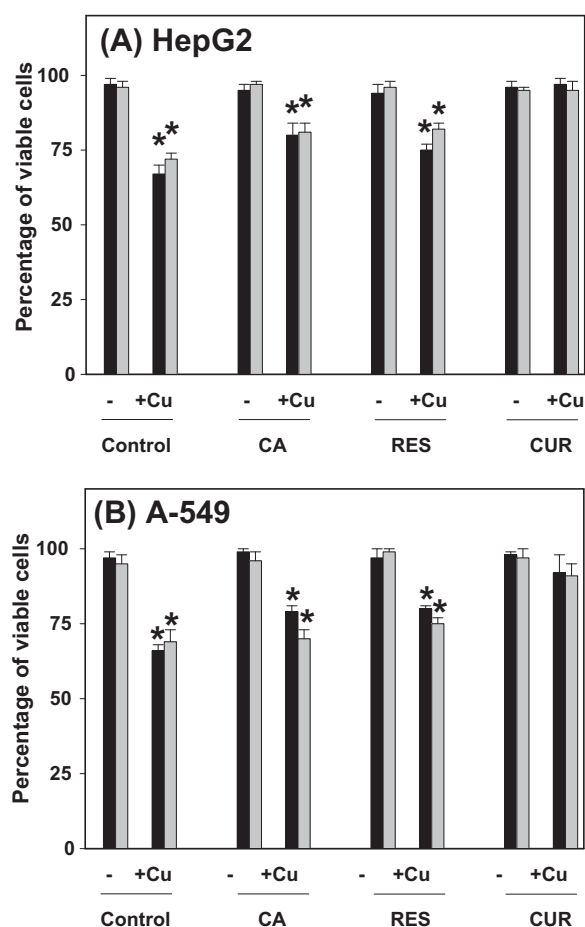 (A) HepG2
Percentage of viable cells
100
75
50
25
0
* * * * * *
- +Cu - +Cu - +Cu - +Cu
Control CA RES CUR
(B) A-549
Percentage of viable cells
100
75
50
25
0
* * * * * *
- +Cu - +Cu - +Cu - +Cu
Control CA RES CUR